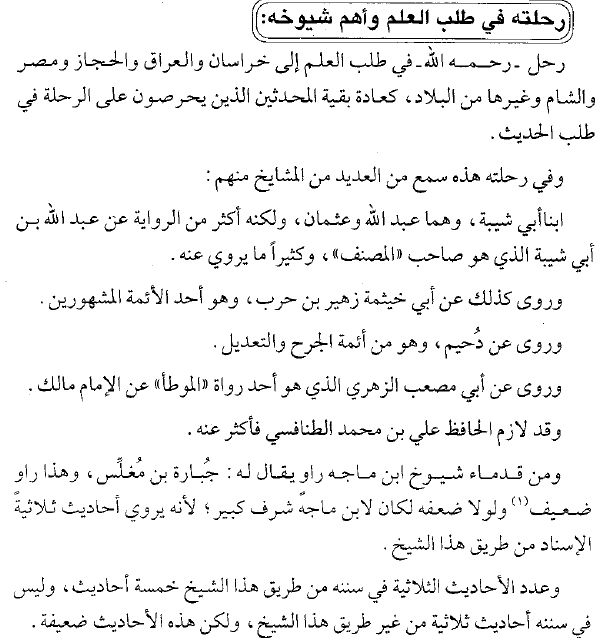 رحلته في طلب العلم وأهم شيوخه:
رحل -رحمه الله- في طلب العلم إلى خراسان والعراق والحجاز ومصر
والشام وغيرها من البلاد، كعادة بقية المحدثين الذين يحرصون على الرحلة في
طلب الحديث.
وفي رحلته هذه سمع من العديد من المشايخ منهم:
ابنا أبي شيبة، وهما عبد الله وعثمان، ولكنه أكثر من الرواية عن عبد الله بن
أبي شيبة الذي هو صاحب «المصنف»، وكثيراً ما يروي عنه.
وروى كذلك عن أبي خيثمة زهير بن حرب، وهو أحد الأئمة المشهورين.
وروى عن دُحيم، وهو من أئمة الجرح والتعديل.
وروى عن أبي مصعب الزهري الذي هو أحد رواة «الموطأ» عن الإمام مالك.
وقد لازم الحافظ علي بن محمد الطنافسي فأكثر عنه.
ومن قدماء شيوخ ابن ماجه راو يقال له: جُبارة بن مُغلِّس، وهذا راو
ضعيف(١) ولولا ضعفه لكان لابن ماجه شرف كبير؛ لأنه يروي أحاديث ثلاثيةً
الإسناد من طريق هذا الشيخ.
وعدد الأحاديث الثلاثية في سننه من طريق هذا الشيخ خمسة أحاديث، وليس
في سننه أحاديث ثلاثية من غير طريق هذا الشيخ، ولكن هذه الأحاديث ضعيفة.